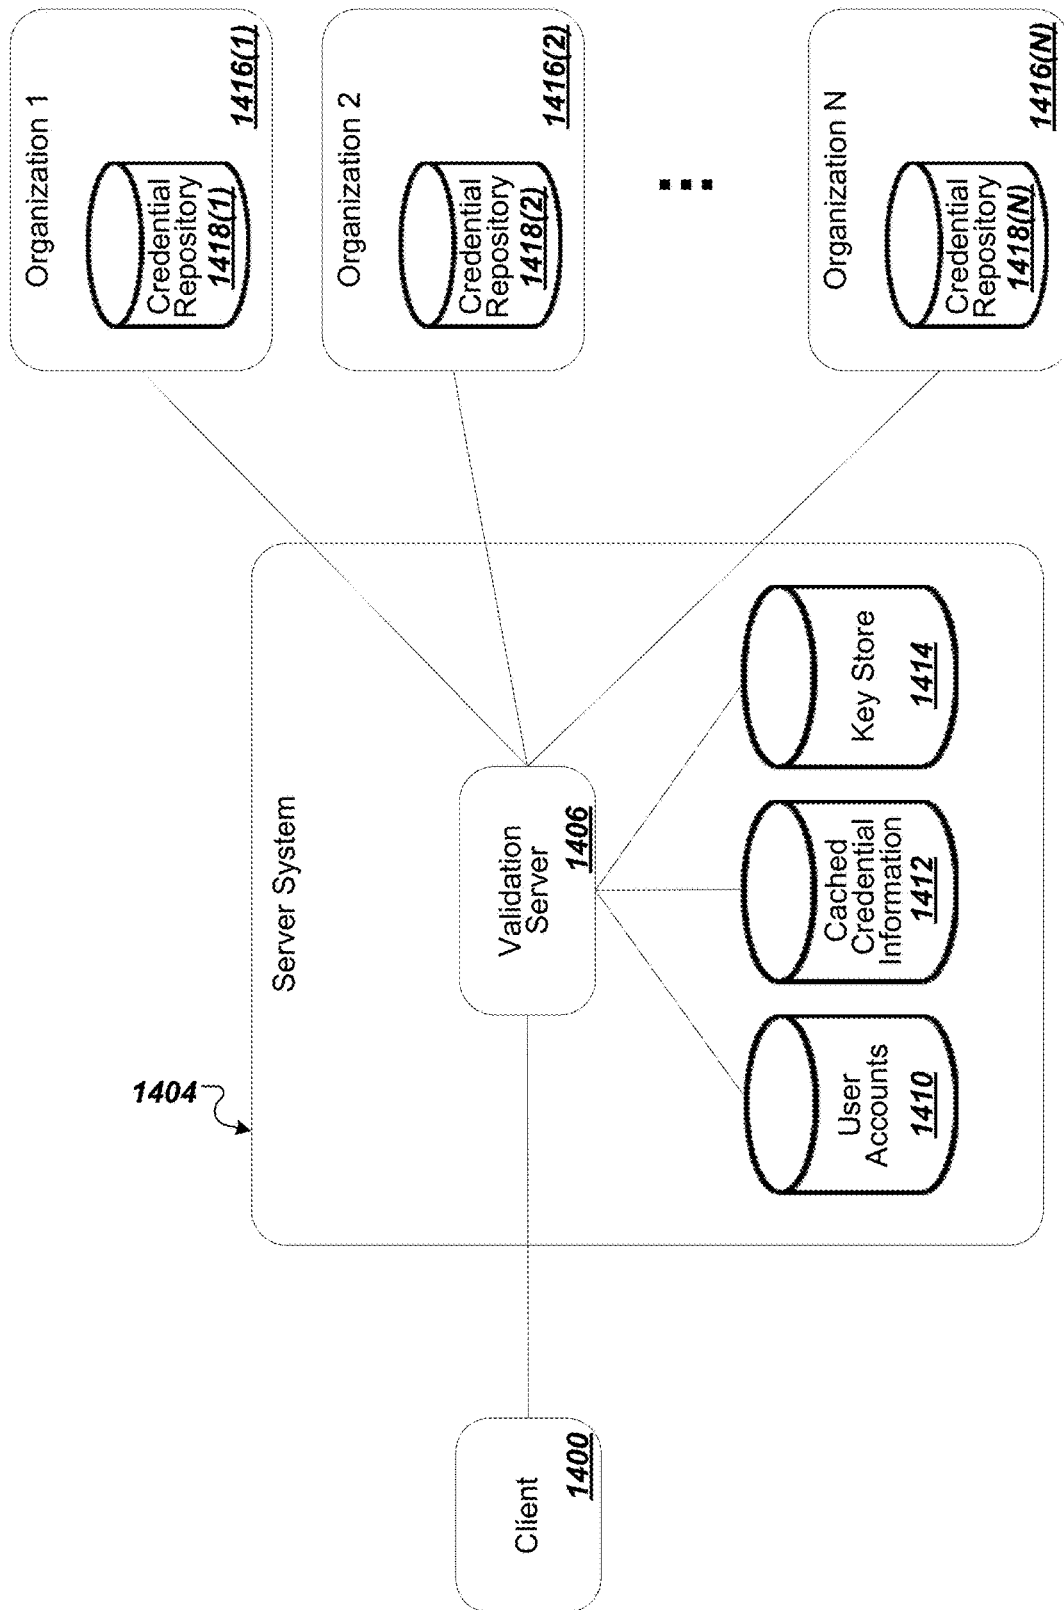 Client
1400
1404
Server System
Validation
Server
1406
User
Accounts
1410
Cached
Credential
Information
1412
Key Store
1414
Organization 1
Credential
Repository
1418(1)
1416(1)
Organization 2
Credential
Repository
1418(2)
1416(2)
Organization N
Credential
Repository
1418(N)
1416(N)